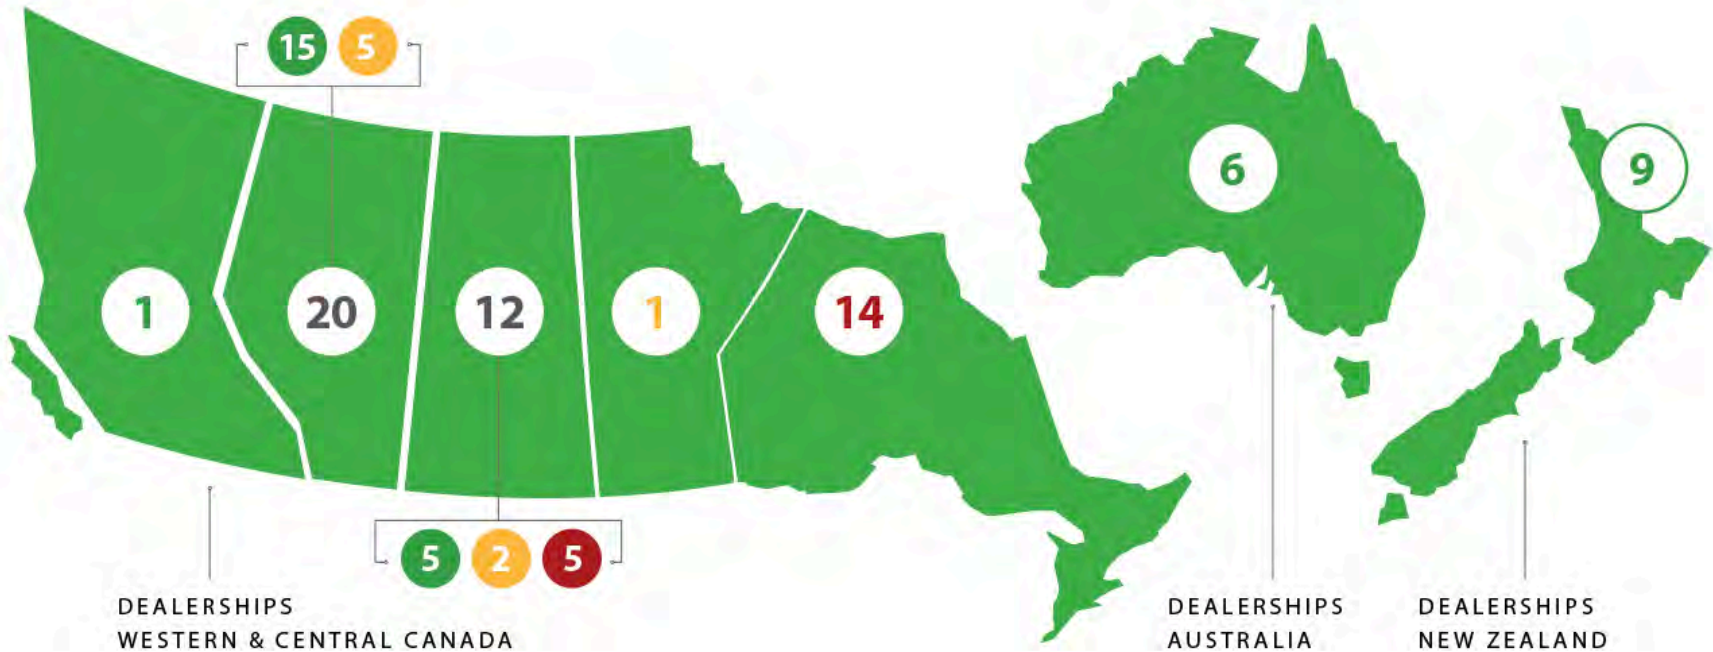 15 5
6
9
1 20 12 1 14
5 2 5
DEALERSHIPS
WESTERN & CENTRAL CANADA
DEALERSHIPS
AUSTRALIA
DEALERSHIPS
NEW ZEALAND